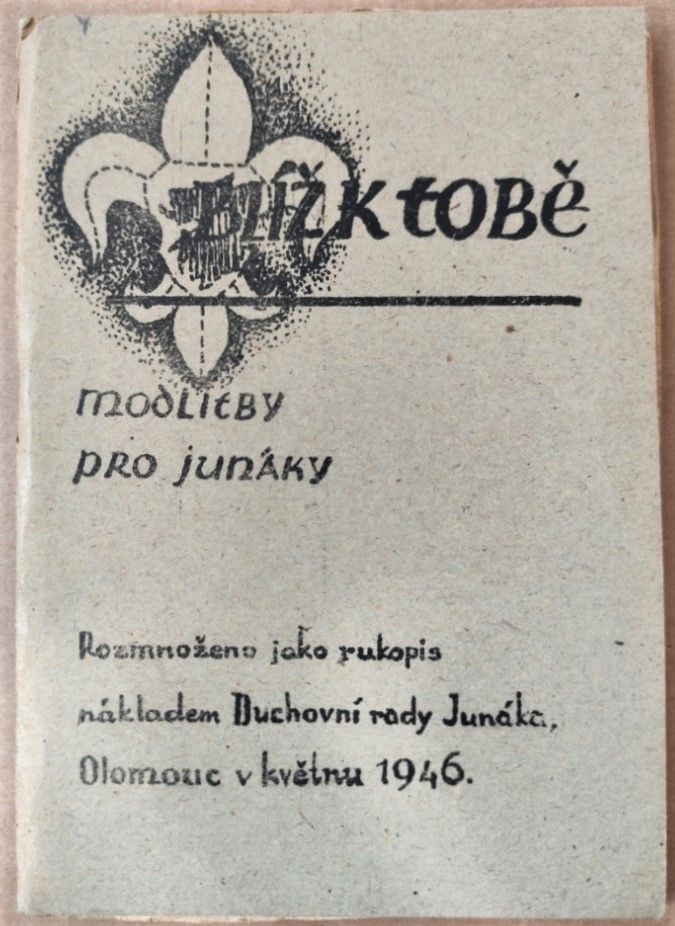 BLÍŽ K TOBĚ
MODLITBY
PRO JUNÁKY
Rozmnoženo jako rukopis
nákladem Duchovní rady Junáka,
Olomouc v květnu 1946.